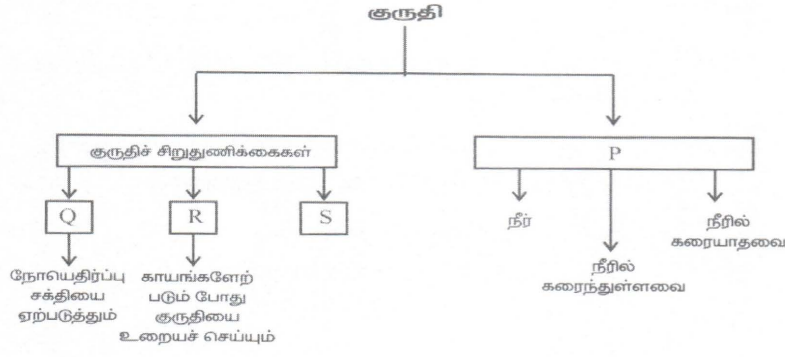 குருதி
குருதிச் சிறுதுணிக்கைகள்
P
Q
R
S
நீர்
நீரில்
கரைந்துள்ளவை
நீரில்
கரையாதவை
நோயெதிர்ப்பு
சக்தியை
ஏற்படுத்தும்
காயங்களேற்
படும் போது
குருதியை
உறையச் செய்யும்